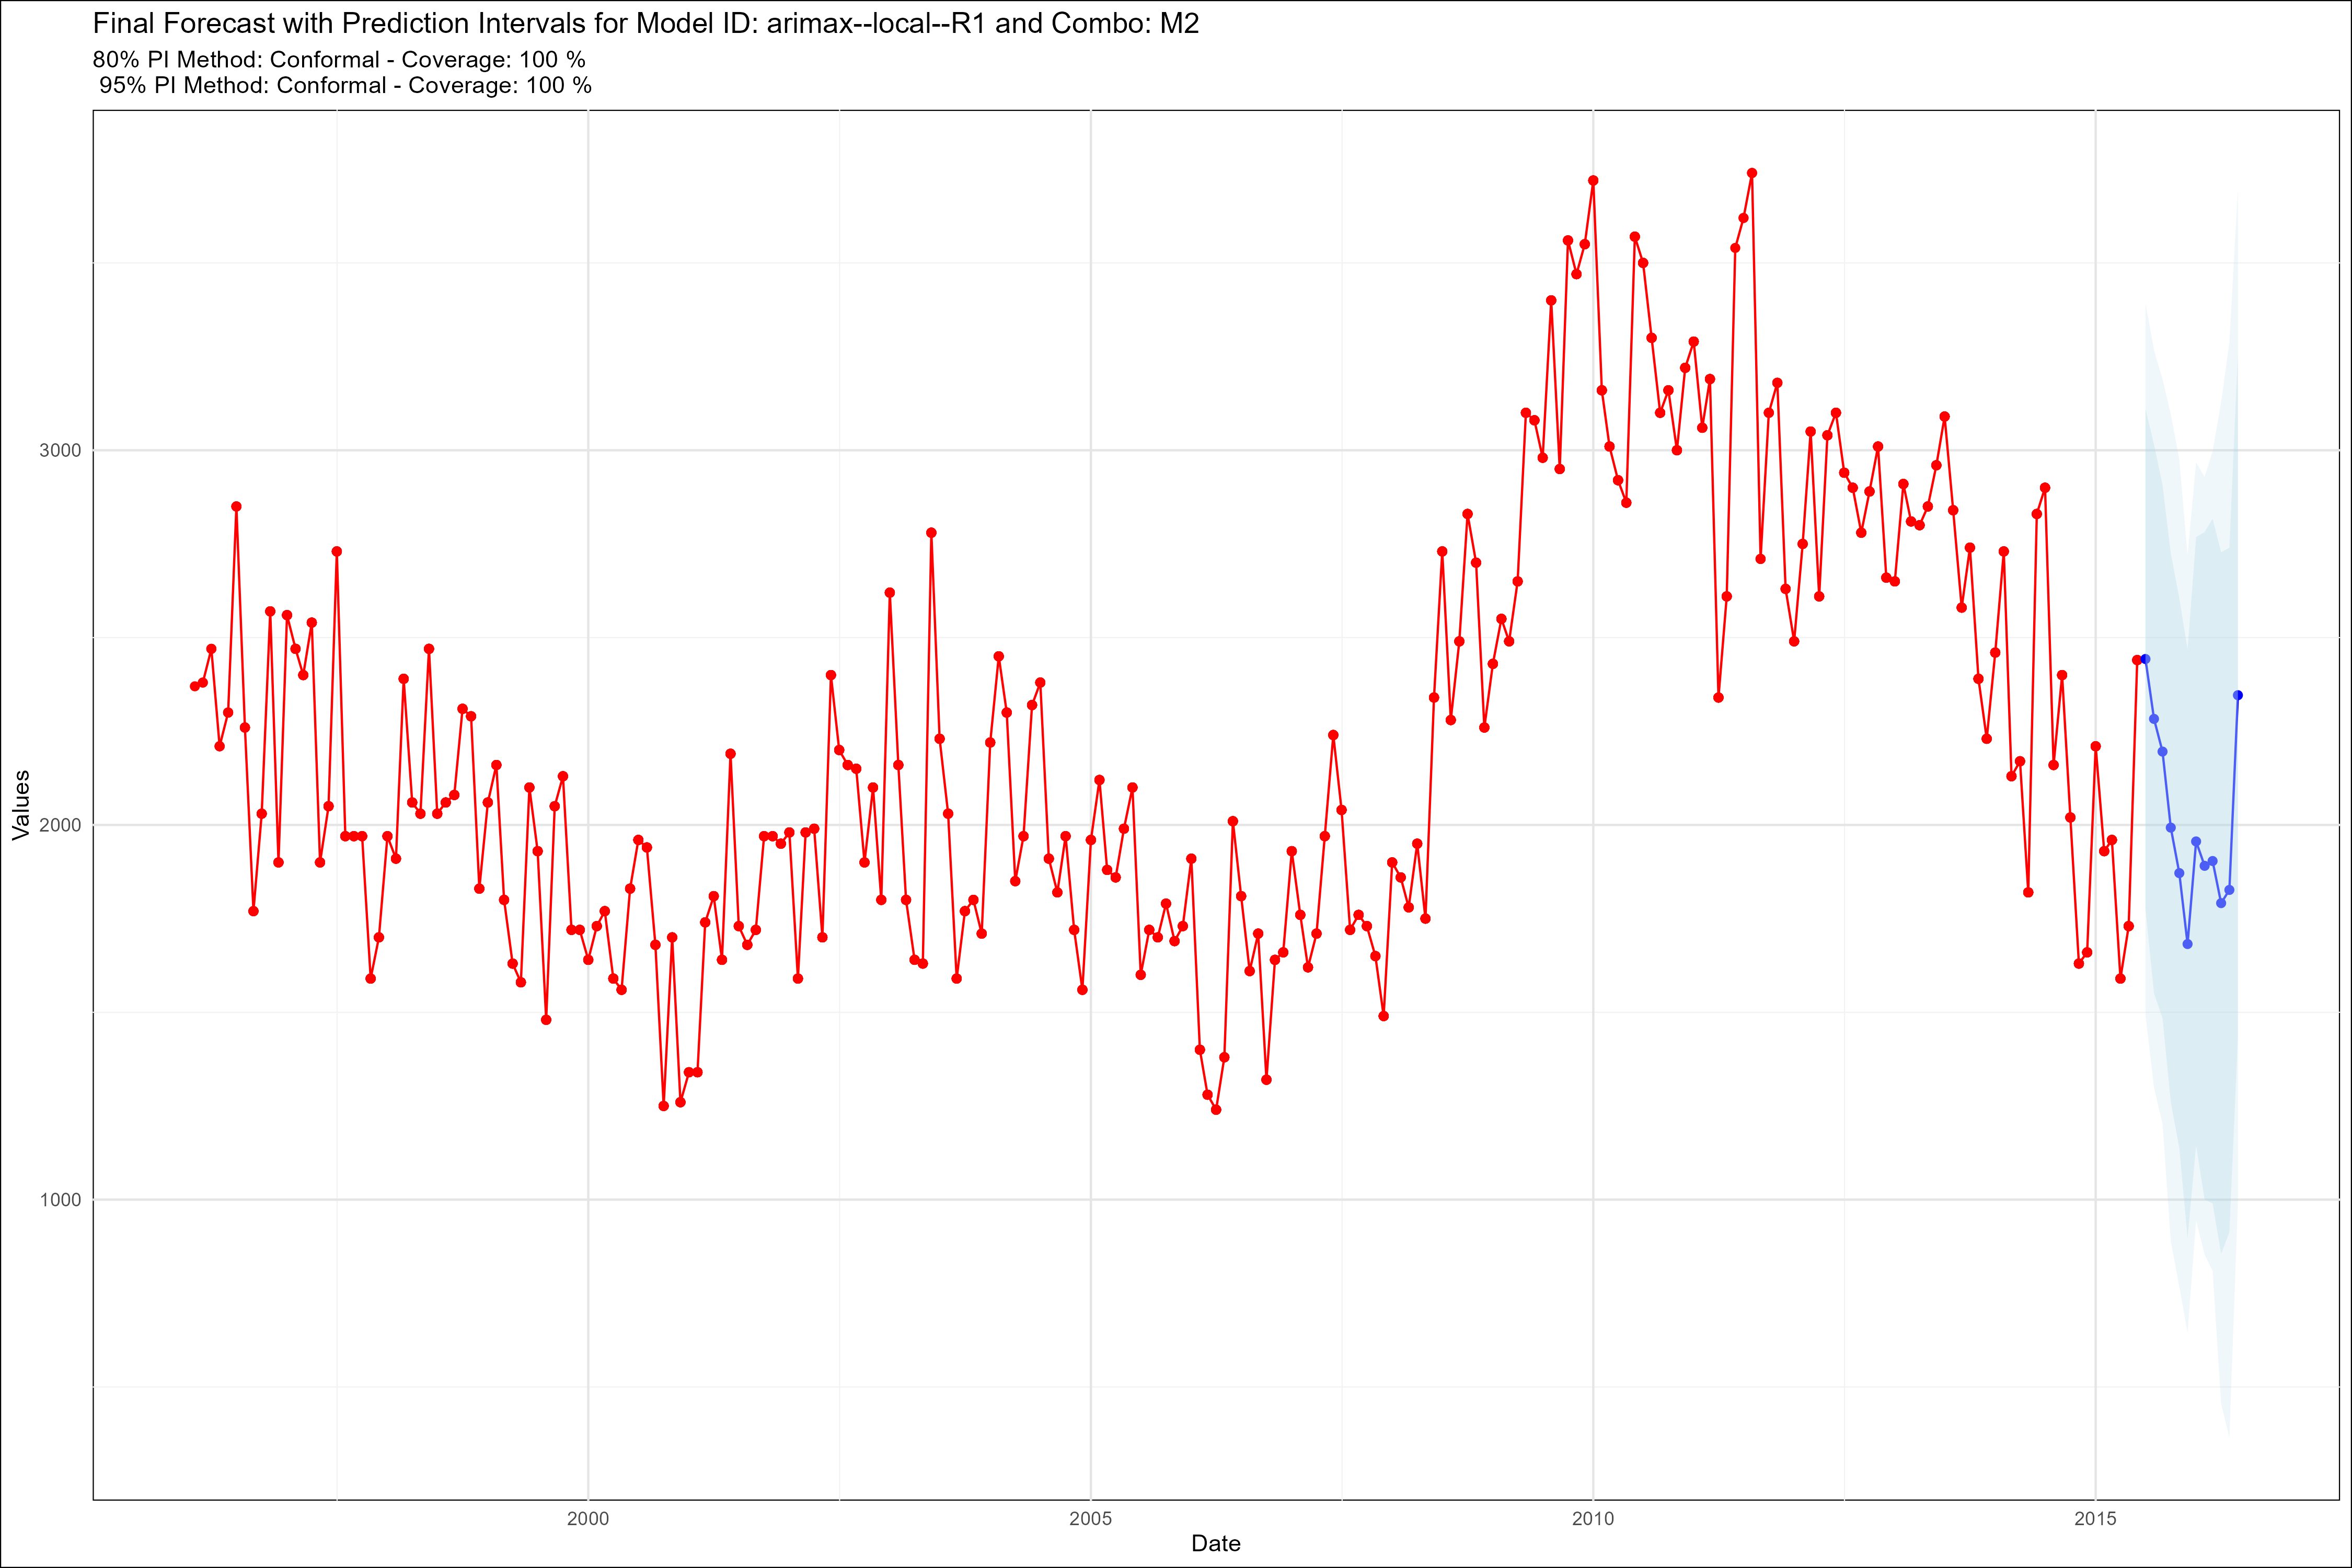 Final Forecast with Prediction Intervals for Model ID: arimax--local--R1 and Combo: M2
80% PI Method: Conformal - Coverage: 100 %
95% PI Method: Conformal - Coverage: 100 %
3000
2000
1000
Values
2000
2005
2010
2015
Date